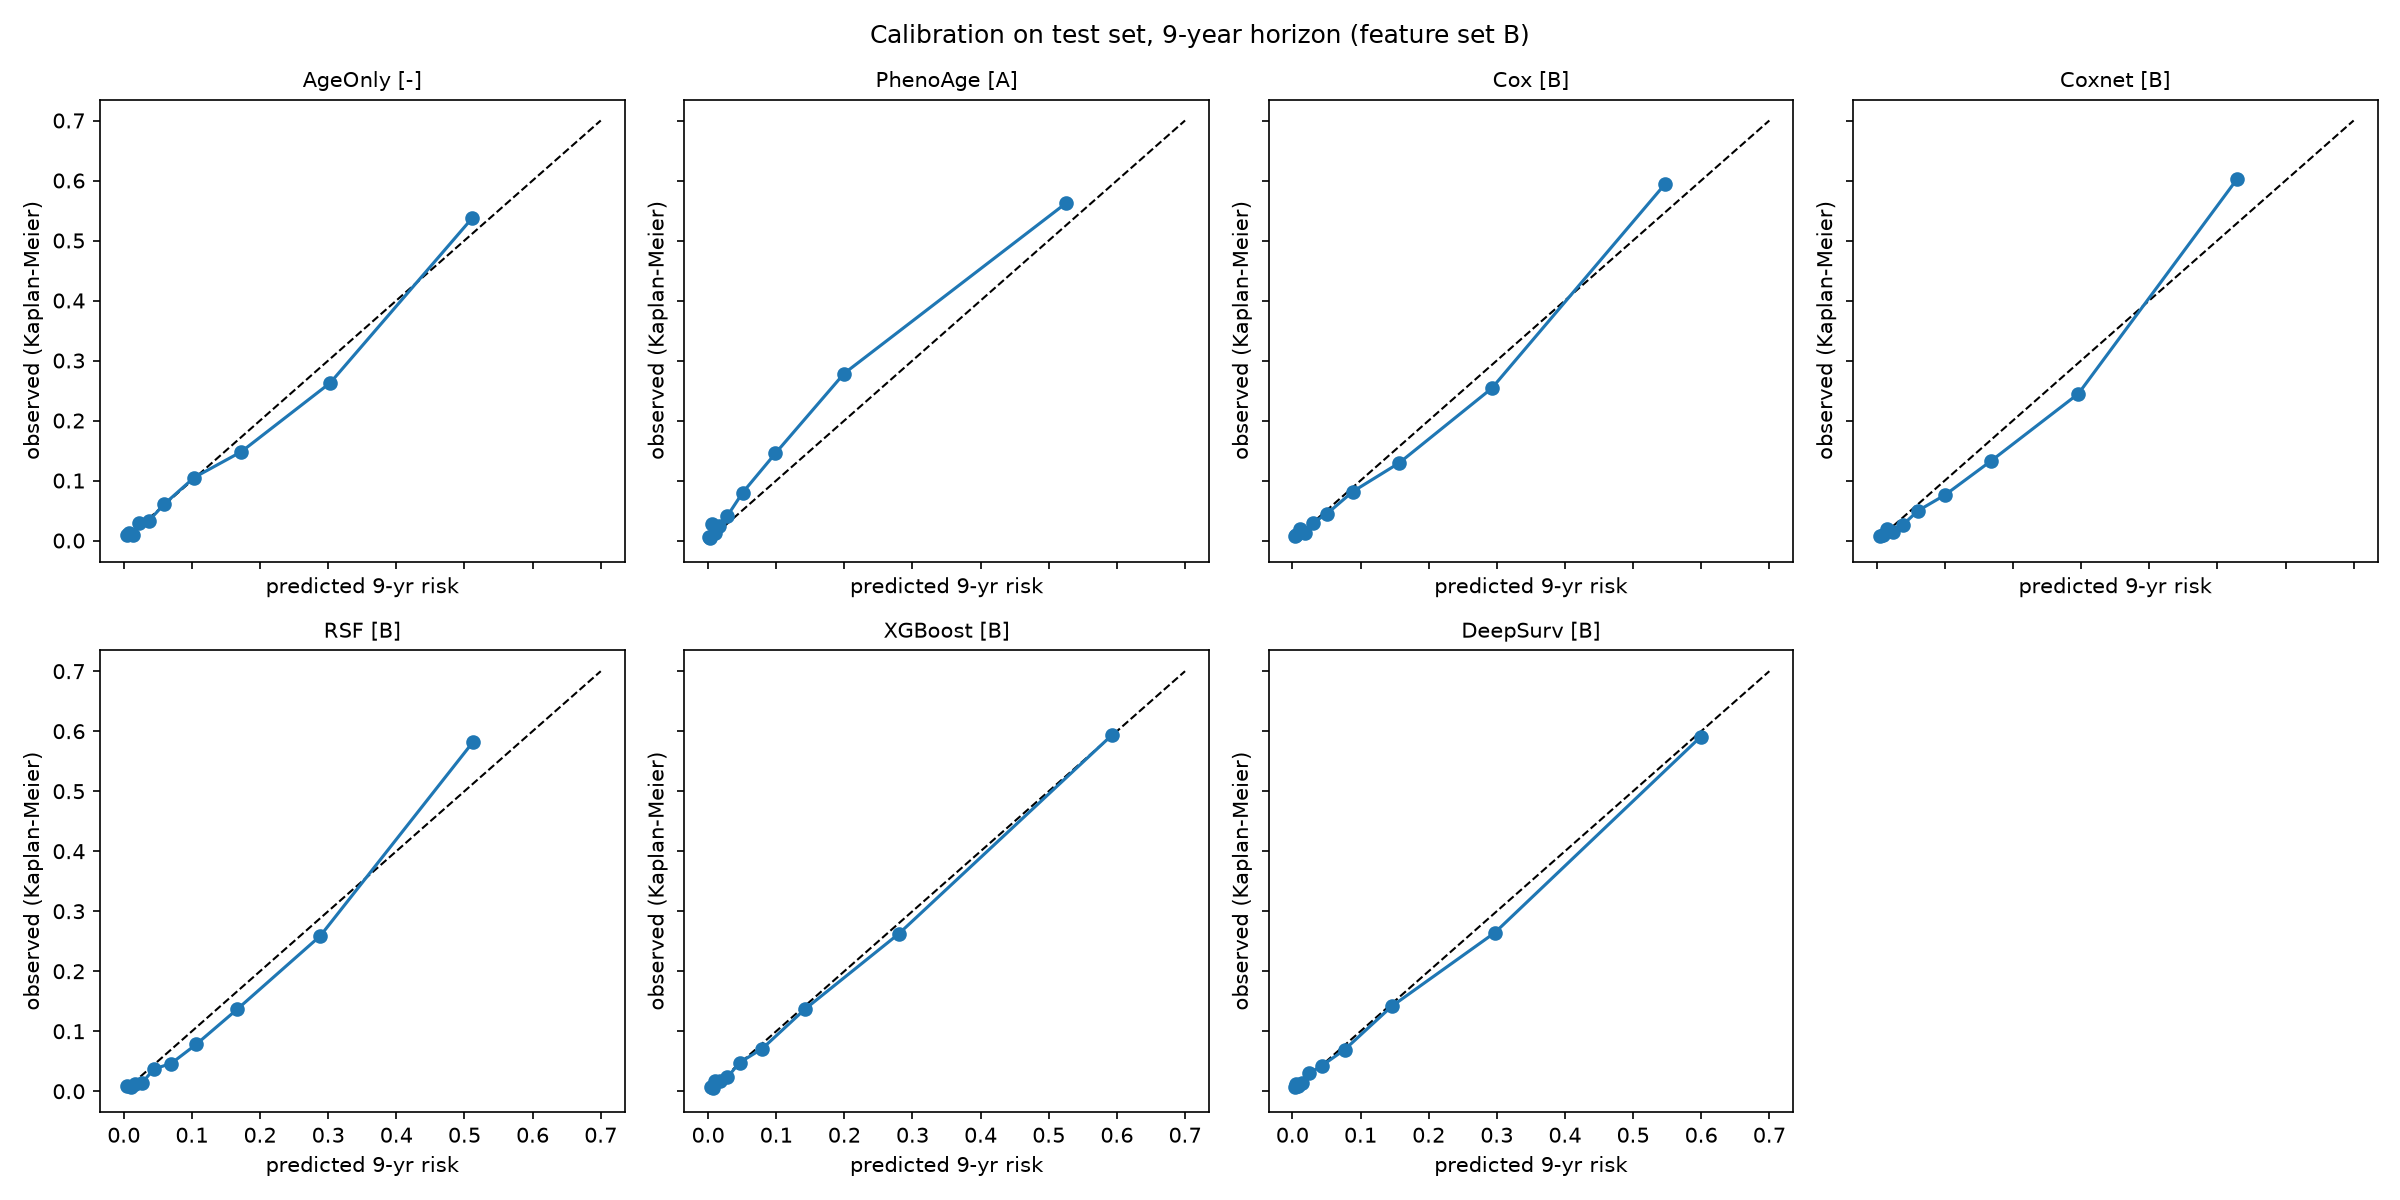 Calibration on test set, 9-year horizon (feature set B)
AgeOnly [-]
PhenoAge [A]
Cox [B]
Coxnet [B]
0.7
0.6
0.5
0.4
0.3
0.2
0.1
0.0
observed (Kaplan-Meier)
observed (Kaplan-Meier)
observed (Kaplan-Meier)
observed (Kaplan-Meier)
predicted 9-yr risk
predicted 9-yr risk
predicted 9-yr risk
predicted 9-yr risk
RSF [B]
XGBoost [B]
DeepSurv [B]
0.7
0.6
0.5
0.4
0.3
0.2
0.1
0.0
observed (Kaplan-Meier)
observed (Kaplan-Meier)
observed (Kaplan-Meier)
0.0 0.1 0.2 0.3 0.4 0.5 0.6 0.7
0.0 0.1 0.2 0.3 0.4 0.5 0.6 0.7
0.0 0.1 0.2 0.3 0.4 0.5 0.6 0.7
predicted 9-yr risk
predicted 9-yr risk
predicted 9-yr risk